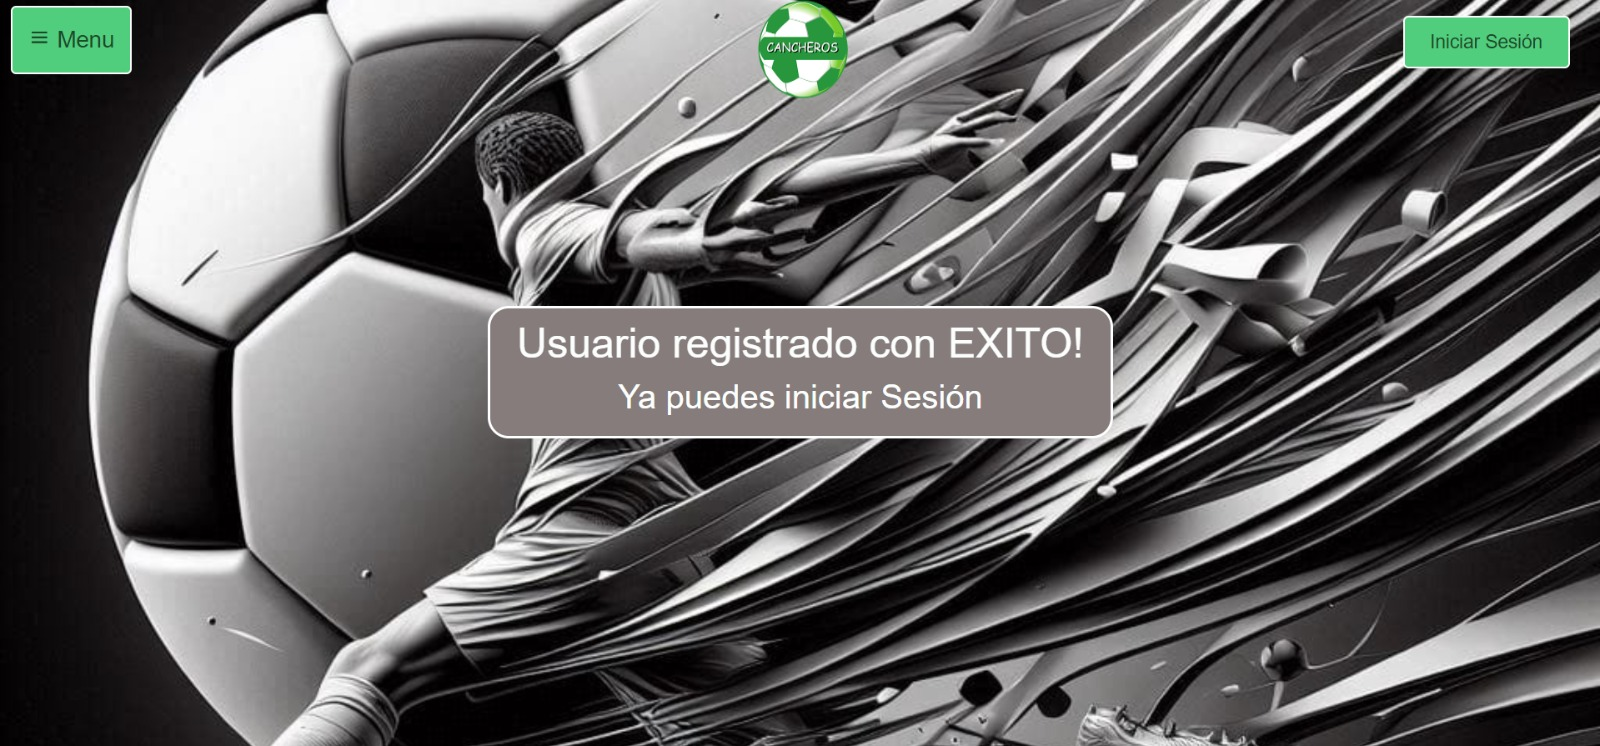 Menu
CANCHEROS
Iniciar Sesión
Usuario registrado con EXITO!
Ya puedes iniciar Sesión